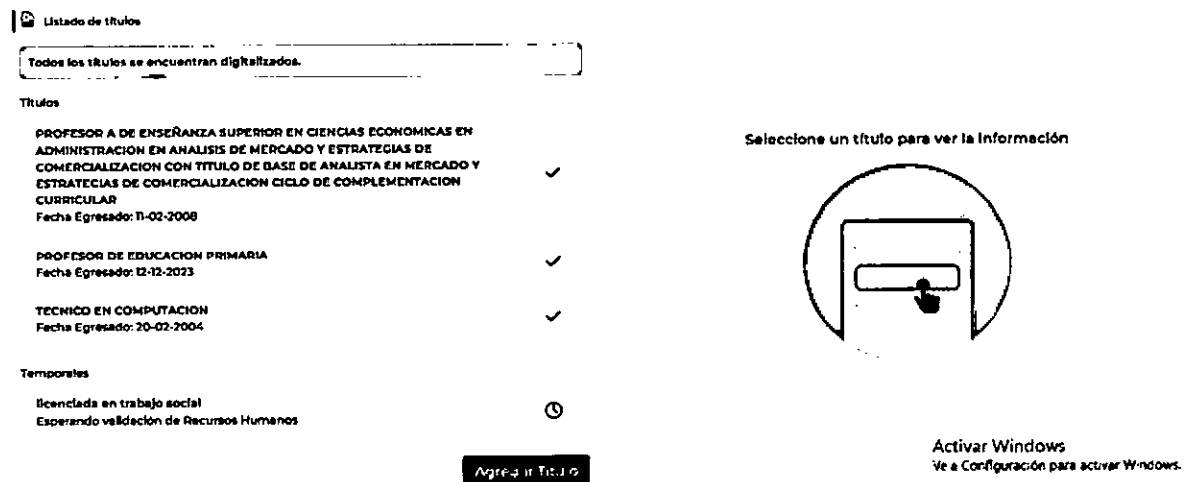 Listado de títulos
Todos los títulos se encuentran digitalizados.
Títulos
PROFESOR A DE ENSEÑANZA SUPERIOR EN CIENCIAS ECONOMICAS EN
ADMINISTRACION EN ANALISIS DE MERCADO Y ESTRATEGIAS DE
COMERCIALIZACION CON TITULO DE BASE DE ANALISTA EN MERCADO Y
ESTRATEGIAS DE COMERCIALIZACION CICLO DE COMPLEMENTACION
CURRICULAR
Fecha Egresado: 11-02-2008
PROFESOR DE EDUCACION PRIMARIA
Fecha Egresado: 12-12-2023
TECNICO EN COMPUTACION
Fecha Egresado: 20-02-2004
Temporales
licenciada en trabajo social
Esperando validación de Recursos Humanos
Agregar Título
Seleccione un título para ver la información
Activar Windows
Ve a Configuración para activar Windows.